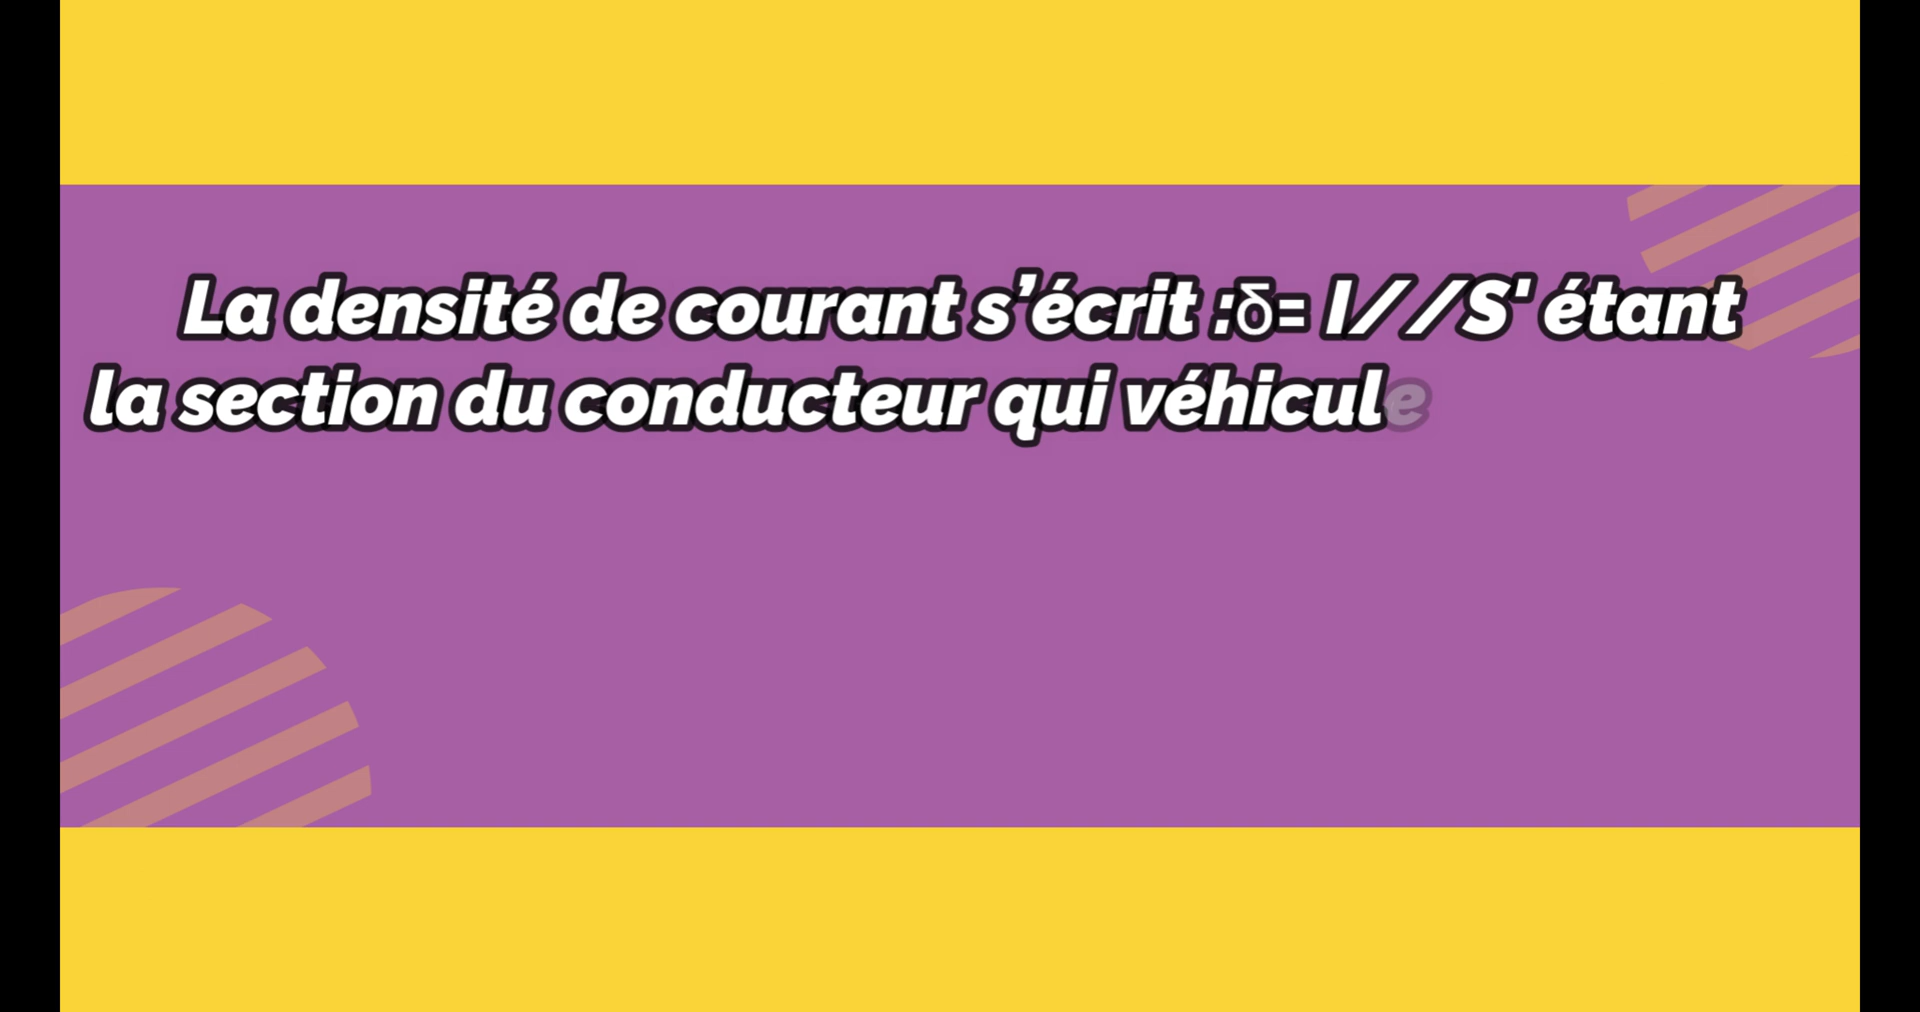 La densité de courant s’écrit :δ= I//S' étant
la section du conducteur qui véhicule